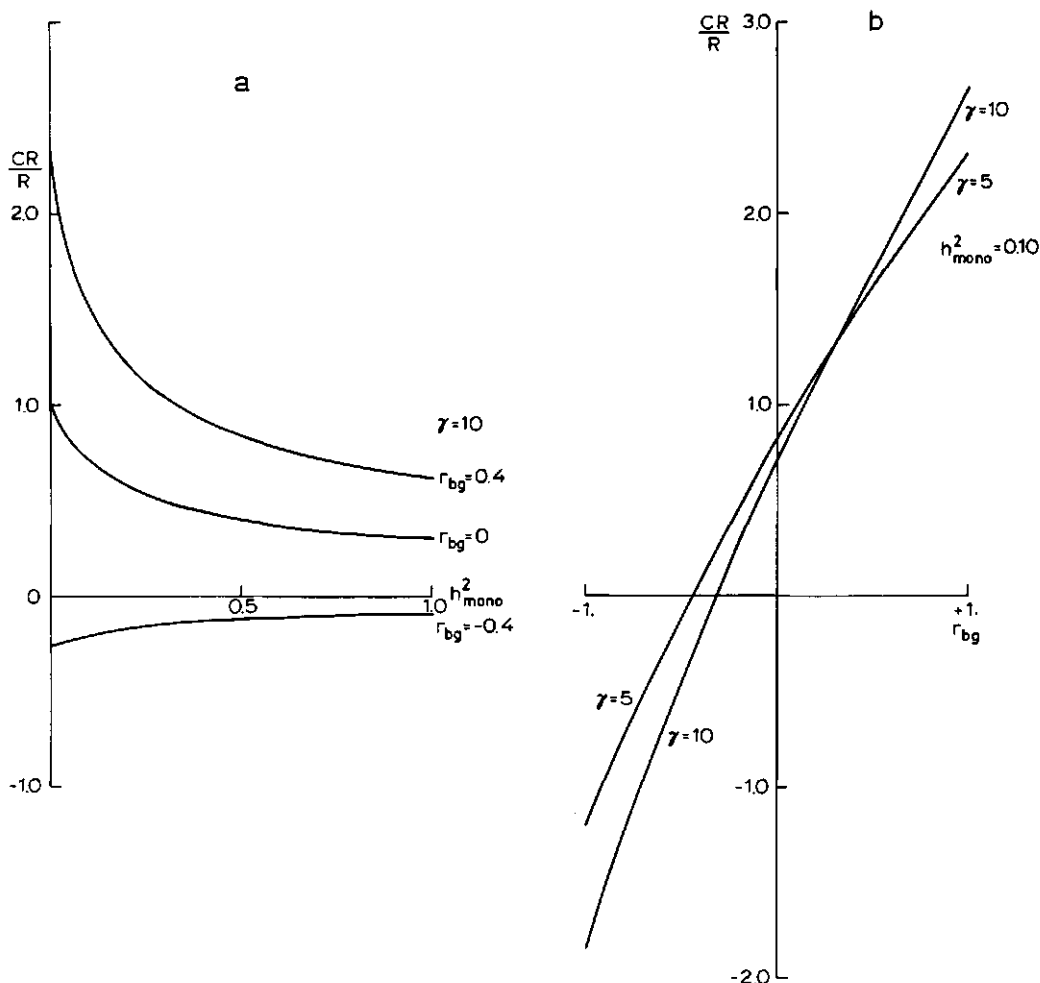 a
CR
R
2.0
1.0
0
-1.0
γ=10
r_bg=0.4
r_bg=0
h²_mono
0.5
1.0
r_bg=-0.4
b
CR
R
3.0
2.0
1.0
-1.0
-2.0
γ=10
γ=5
h²_mono=0.10
-1.
+1.
r_bg
γ=5
γ=10